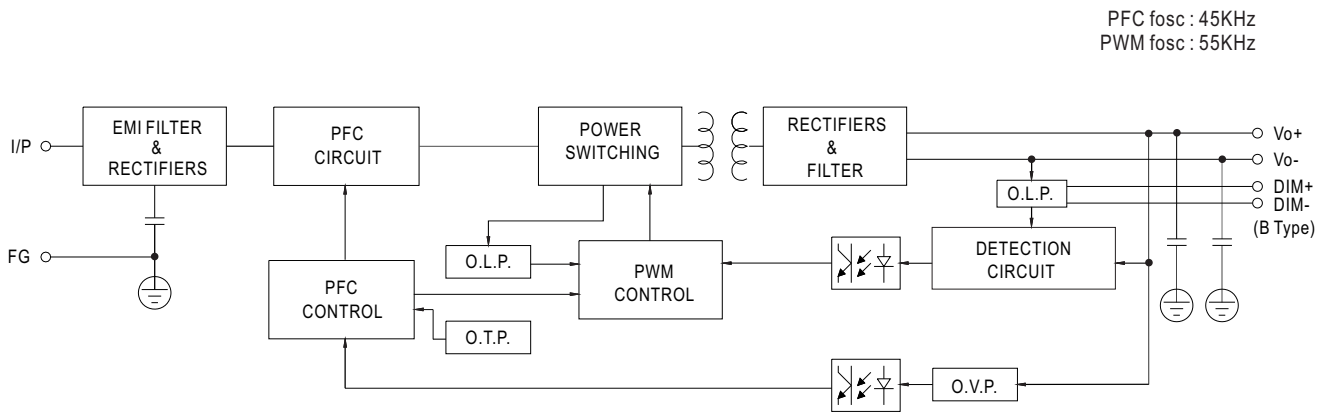 PFC fosc : 45KHz
PWM fosc : 55KHz
I/P
EMI FILTER
&
RECTIFIERS
PFC
CIRCUIT
POWER
SWITCHING
RECTIFIERS
&
FILTER
Vo+
Vo-
DIM+
DIM-
(B Type)
O.L.P.
FG
O.L.P.
PFC
CONTROL
PWM
CONTROL
DETECTION
CIRCUIT
O.T.P.
O.V.P.